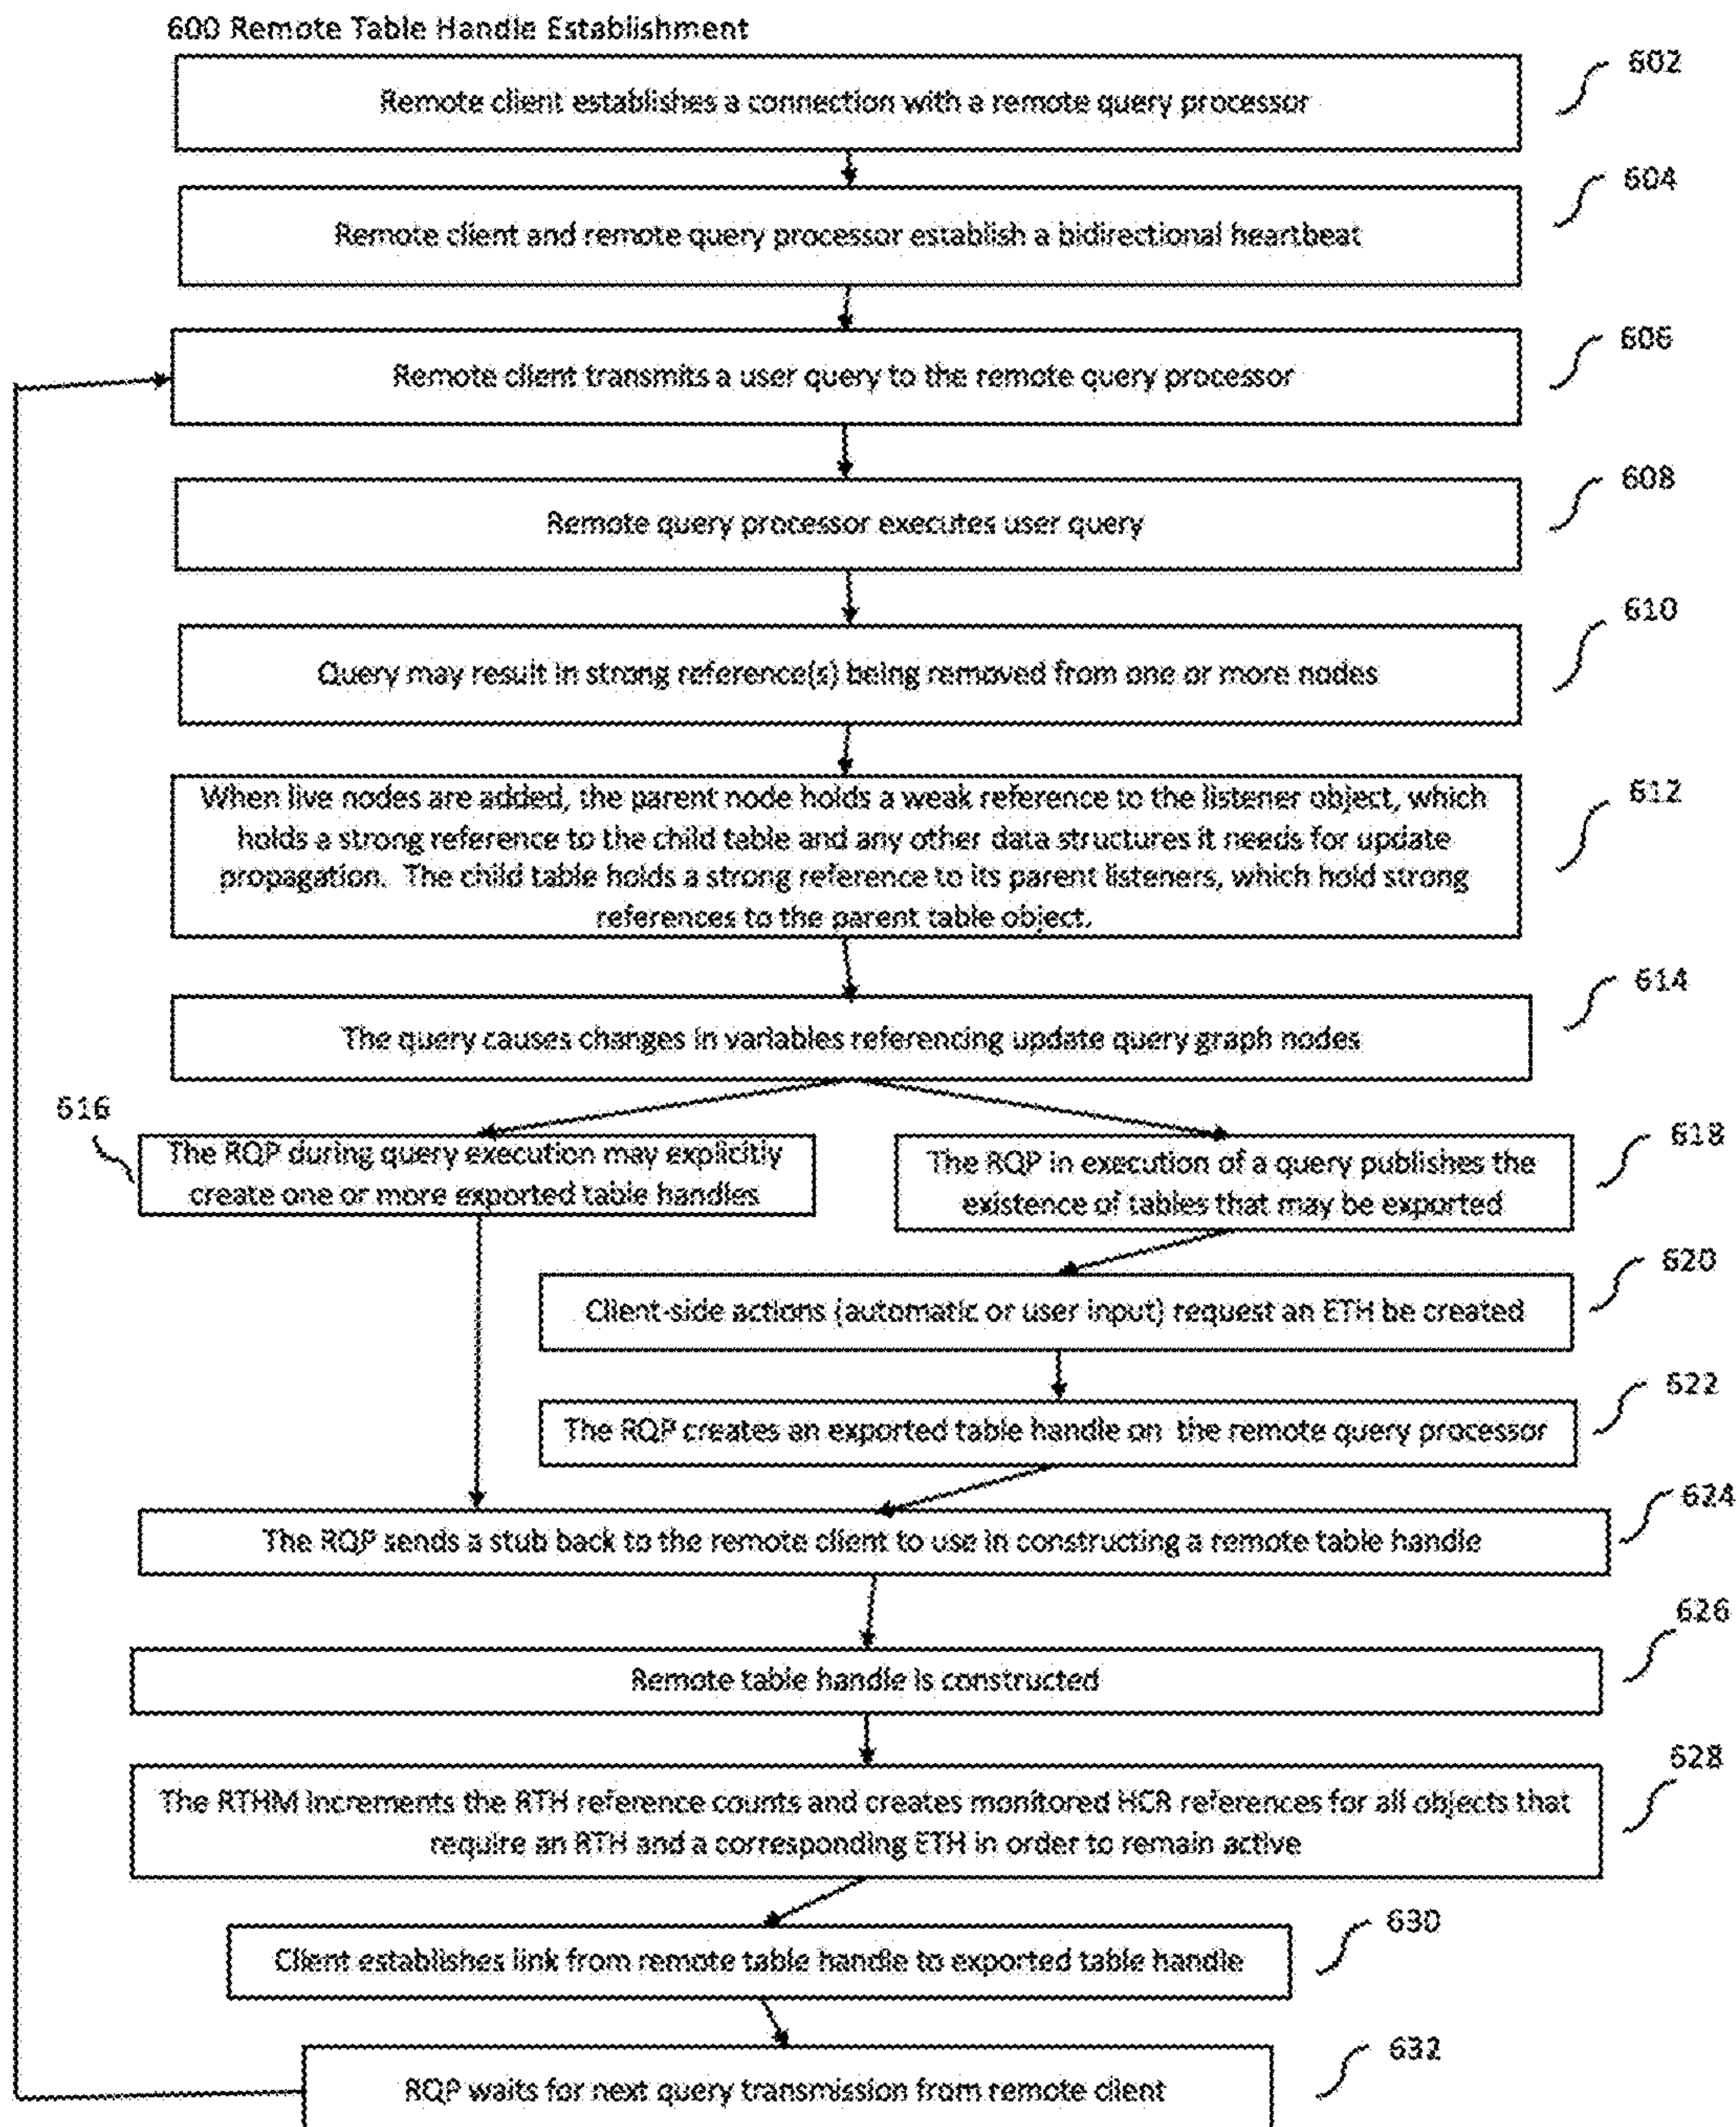 600 Remote Table Handle Establishment
602
Remote client establishes a connection with a remote query processor
604
Remote client and remote query processor establish a bidirectional heartbeat
606
Remote client transmits a user query to the remote query processor
608
Remote query processor executes user query
610
Query may result in strong reference(s) being removed from one or more nodes
612
When live nodes are added, the parent node holds a weak reference to the listener object, which
holds a strong reference to the child table and any other data structures it needs for update
propagation. The child table holds a strong reference to its parent listeners, which hold strong
references to the parent table object.
614
The query causes changes in variables referencing update query graph nodes
616
The RQP during query execution may explicitly
create one or more exported table handles
618
The RQP in execution of a query publishes the
existence of tables that may be exported
620
Client-side actions (automatic or user input) request an ETH be created
622
The RQP creates an exported table handle on the remote query processor
624
The RQP sends a stub back to the remote client to use in constructing a remote table handle
626
Remote table handle is constructed
628
The RTHM increments the RTH reference counts and creates monitored HCR references for all objects that
require an RTH and a corresponding ETH in order to remain active
630
Client establishes link from remote table handle to exported table handle
632
RQP waits for next query transmission from remote client